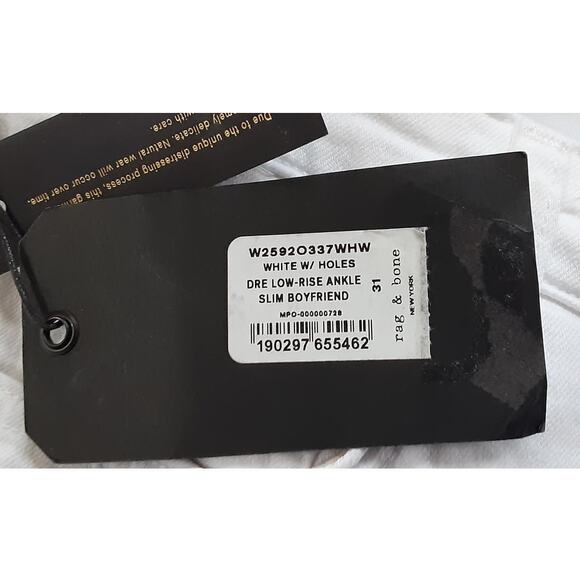 Due to the unique distressing process, this
mely delicate. Natural wear will occur over time.
with care.
W2592O337WHW
WHITE W/ HOLES
DRE LOW-RISE ANKLE
SLIM BOYFRIEND
MPO-000000728
190297 655462
31
rag & bone
NEW YORK